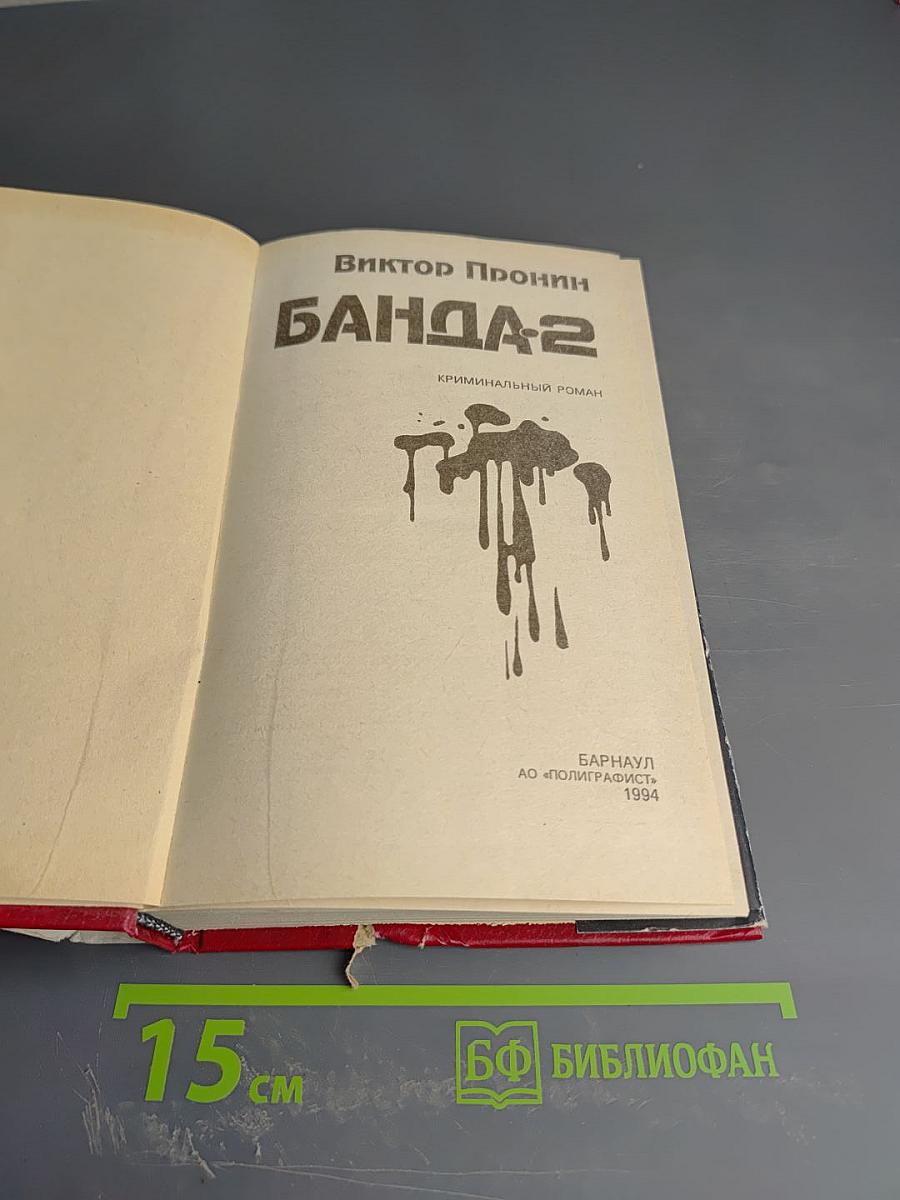 Виктор Пронин
БАНДА-2
КРИМИНАЛЬНЫЙ РОМАН
БАРНАУЛ
АО «ПОЛИГРАФИСТ»
1994
15 см
БФ БИБЛИОФАН